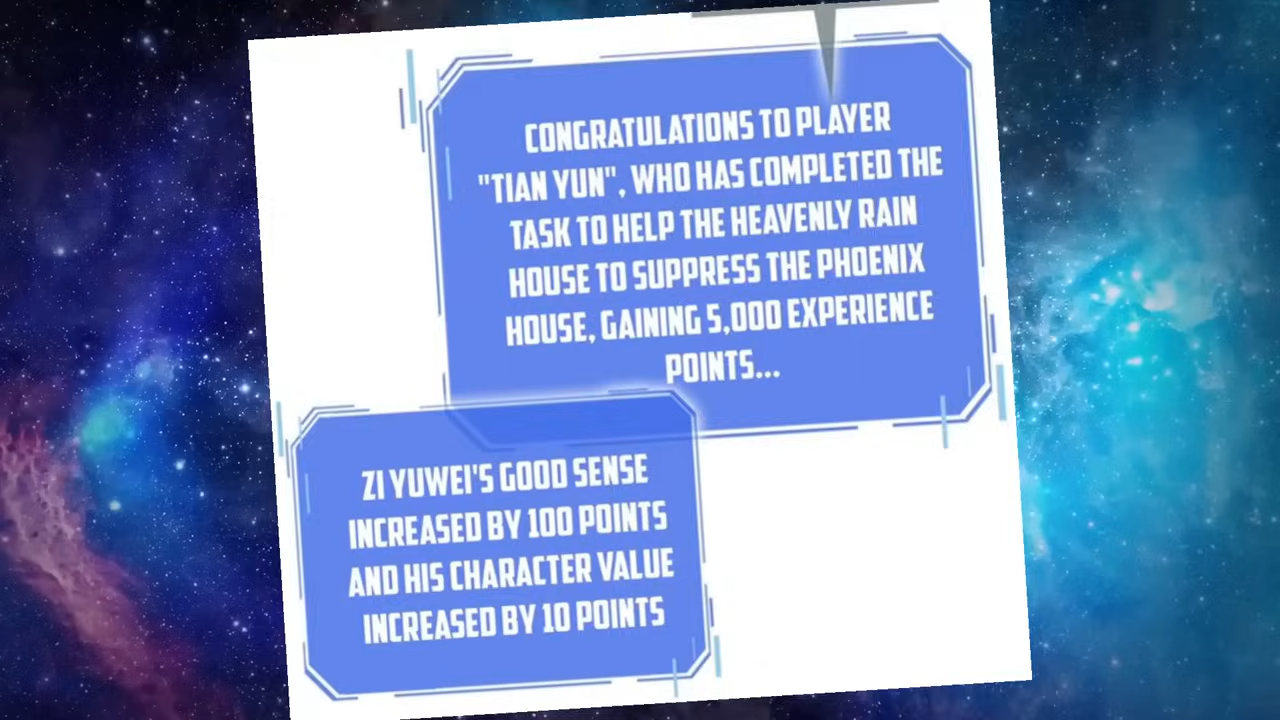 CONGRATULATIONS TO PLAYER
"TIAN YUN", WHO HAS COMPLETED THE
TASK TO HELP THE HEAVENLY RAIN
HOUSE TO SUPPRESS THE PHOENIX
HOUSE, GAINING 5,000 EXPERIENCE
POINTS...
ZI YUWEI'S GOOD SENSE
INCREASED BY 100 POINTS
AND HIS CHARACTER VALUE
INCREASED BY 10 POINTS